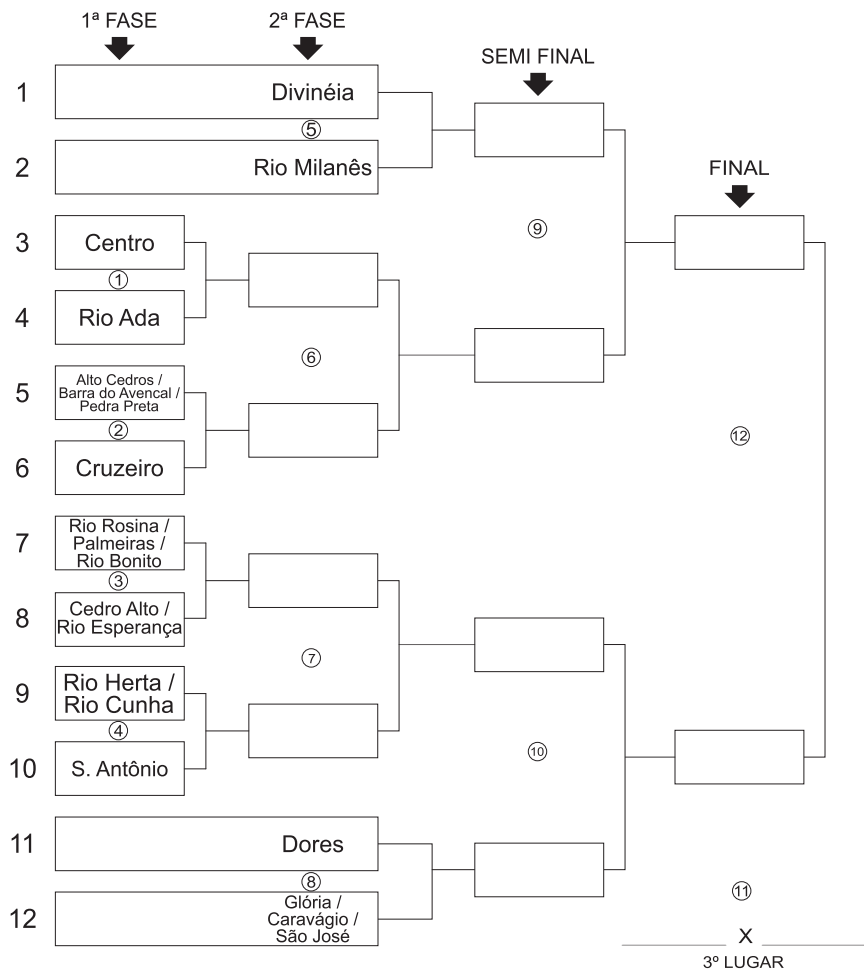 1ª FASE
2ª FASE
SEMI FINAL
1
Divinéia
⑤
2
Rio Milanês
FINAL
3
Centro
⑨
①
4
Rio Ada
⑥
5
Alto Cedros /
Barra do Avencal /
Pedra Preta
②
⑫
6
Cruzeiro
7
Rio Rosina /
Palmeiras /
Rio Bonito
③
8
Cedro Alto /
Rio Esperança
⑦
9
Rio Herta /
Rio Cunha
④
⑩
10
S. Antônio
11
Dores
⑧
⑪
12
Glória /
Caravágio /
São José
X
3º LUGAR